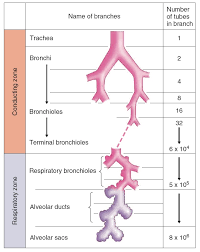 Name of branches
Number
of tubes
in branch
Conducting zone
Trachea
1
Bronchi
2
4
8
Bronchioles
16
32
Terminal bronchioles
6 x 10⁴
Respiratory zone
Respiratory bronchioles
5 x 10⁵
Alveolar ducts
Alveolar sacs
8 x 10⁶